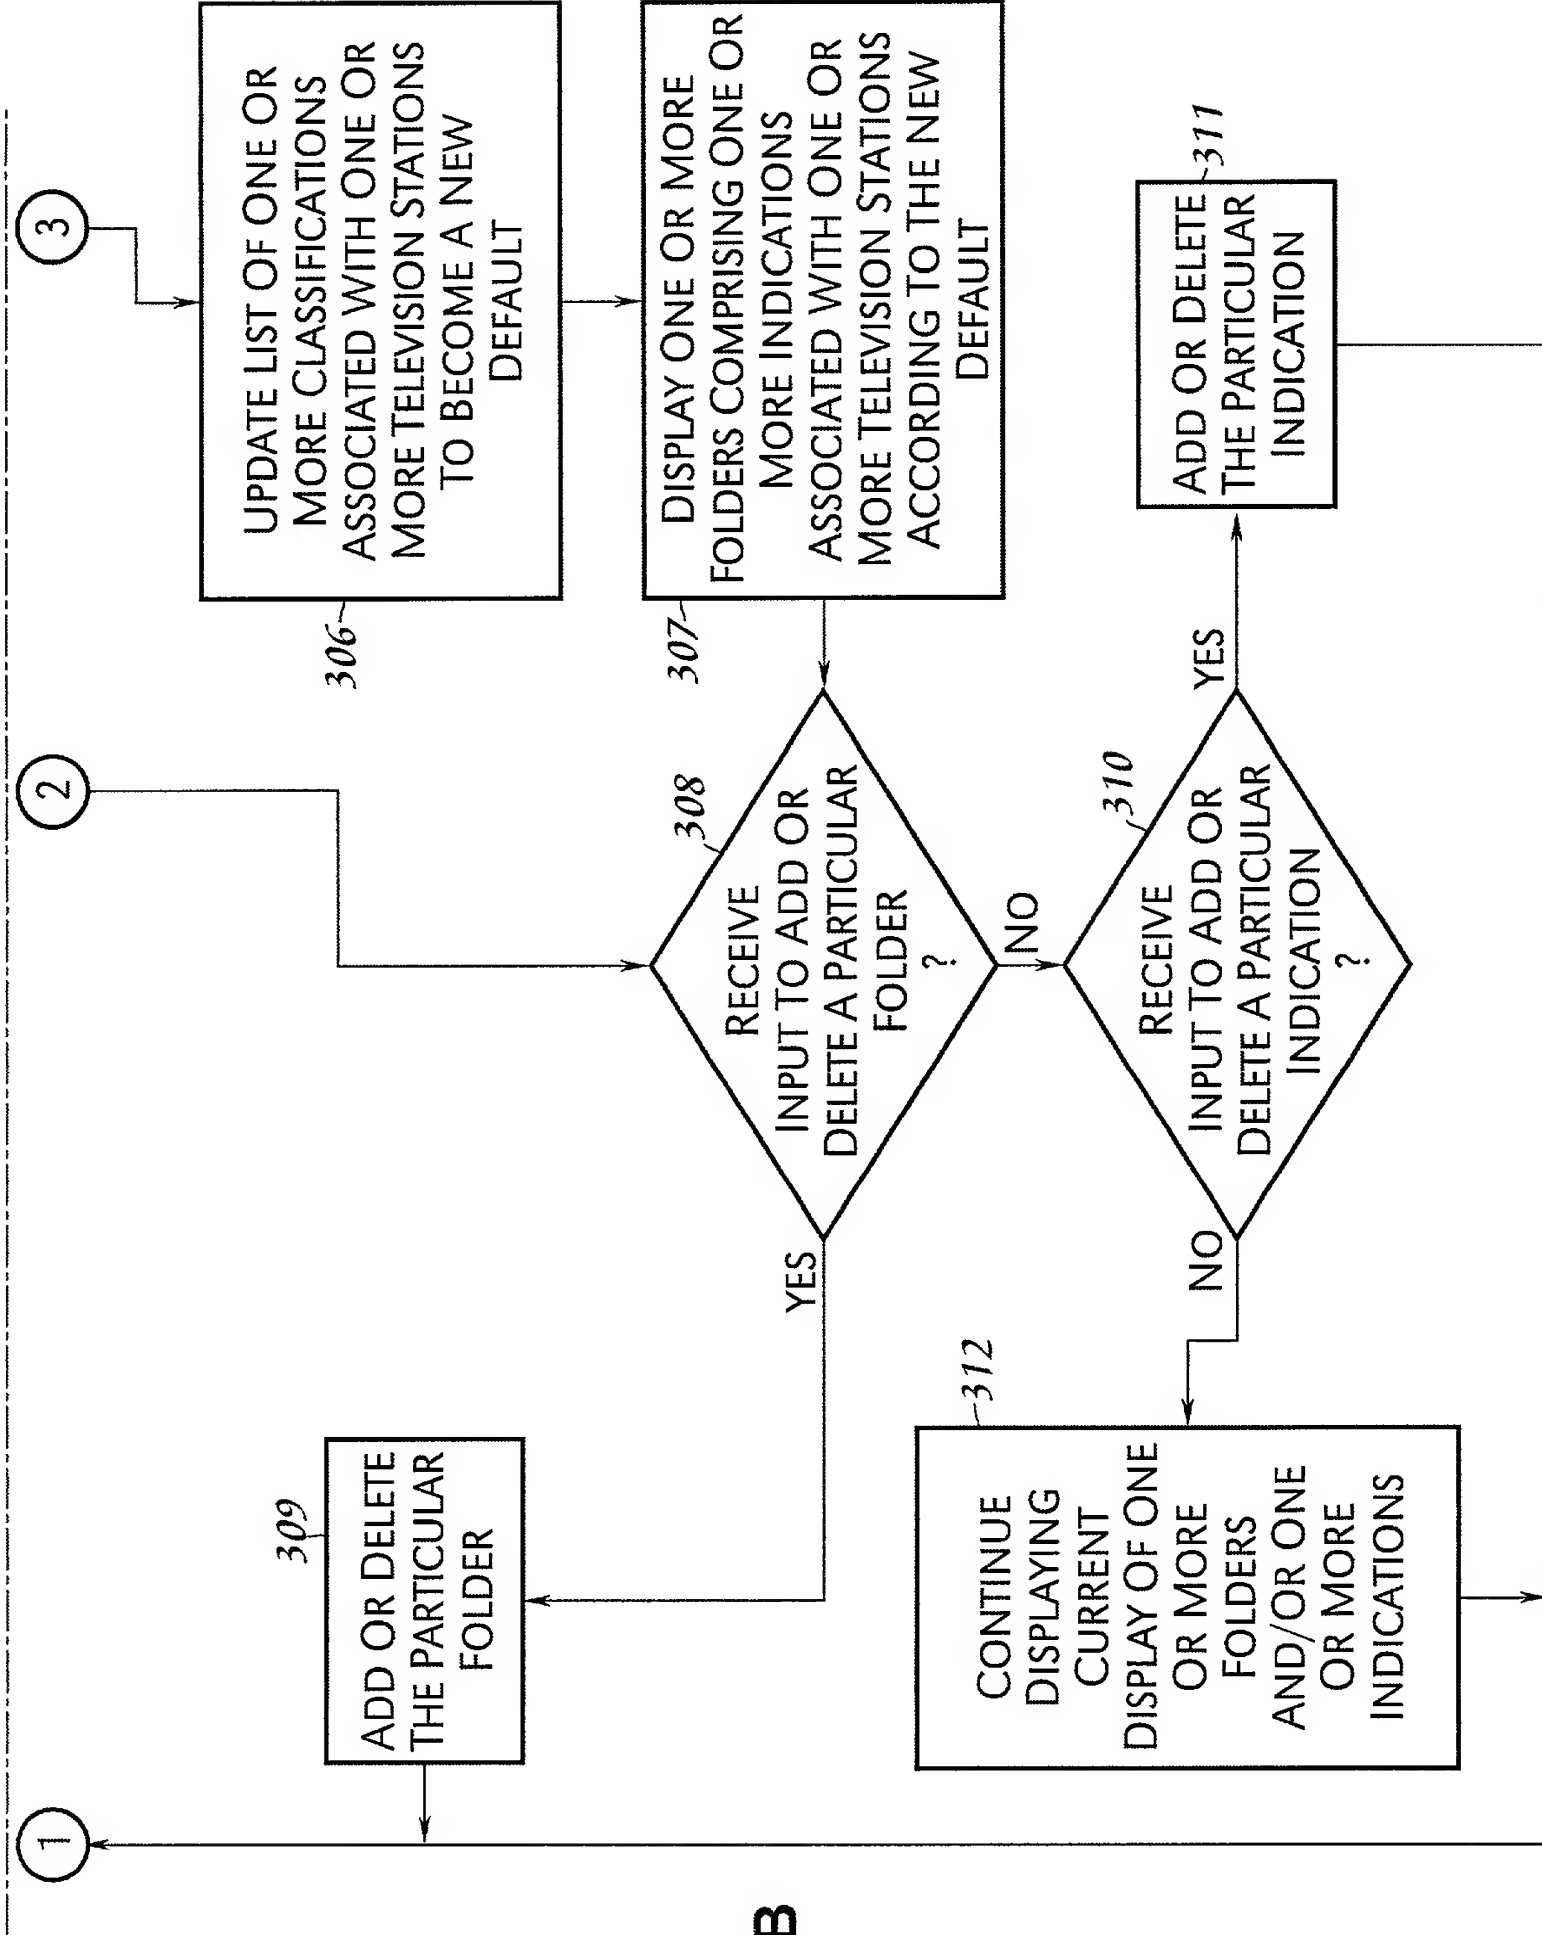 3
UPDATE LIST OF ONE OR
MORE CLASSIFICATIONS
ASSOCIATED WITH ONE OR
MORE TELEVISION STATIONS
TO BECOME A NEW
DEFAULT
306
DISPLAY ONE OR MORE
FOLDERS COMPRISING ONE OR
MORE INDICATIONS
ASSOCIATED WITH ONE OR
MORE TELEVISION STATIONS
ACCORDING TO THE NEW
DEFAULT
307
2
RECEIVE
INPUT TO ADD OR
DELETE A PARTICULAR
FOLDER
?
308
YES
NO
309
ADD OR DELETE
THE PARTICULAR
FOLDER
RECEIVE
INPUT TO ADD OR
DELETE A PARTICULAR
INDICATION
?
310
YES
NO
ADD OR DELETE
THE PARTICULAR
INDICATION
311
312
CONTINUE
DISPLAYING
CURRENT
DISPLAY OF ONE
OR MORE
FOLDERS
AND/OR ONE
OR MORE
INDICATIONS
1
B